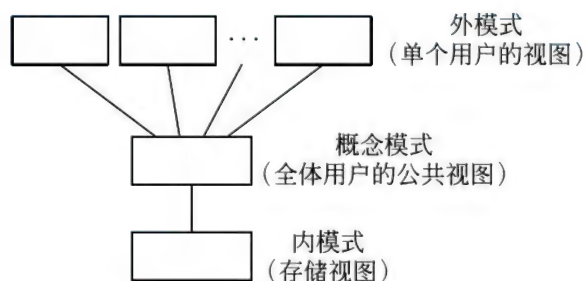 外模式
（单个用户的视图）
···
概念模式
（全体用户的公共视图）
内模式
（存储视图）